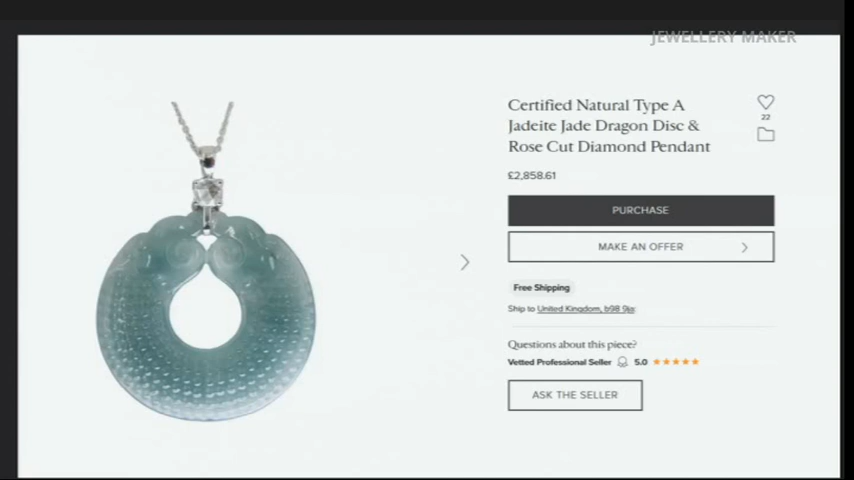 JEWELLERY MAKER
Certified Natural Type A
Jadeite Jade Dragon Disc &
Rose Cut Diamond Pendant
22
£2,858.61
PURCHASE
MAKE AN OFFER
Free Shipping
Ship to United Kingdom, b98 9ja
Questions about this piece?
Vetted Professional Seller 5.0
ASK THE SELLER